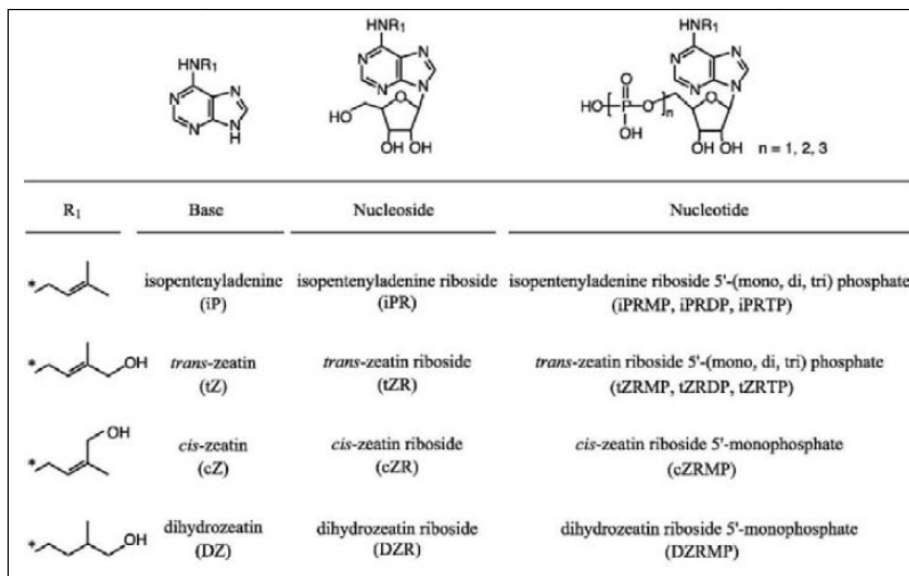 HNR1
N
N
N
N
H
HNR1
N
N
N
N
HO
O
OH OH
HNR1
N
N
N
N
HO
O
P
OH
O
n
O
OH OH
n = 1, 2, 3
R1 Base Nucleoside Nucleotide
* isopentenyladenine isopentenyladenine riboside isopentenyladenine riboside 5'-(mono, di, tri) phosphate
(iP) (iPR) (iPRMP, iPRDP, iPRTP)
* OH trans-zeatin trans-zeatin riboside trans-zeatin riboside 5'-(mono, di, tri) phosphate
(tZ) (tZR) (tZRMP, tZRDP, tZRTP)
OH
* cis-zeatin cis-zeatin riboside cis-zeatin riboside 5'-monophosphate
(cZ) (cZR) (cZRMP)
* OH dihydrozeatin dihydrozeatin riboside dihydrozeatin riboside 5'-monophosphate
(DZ) (DZR) (DZRMP)